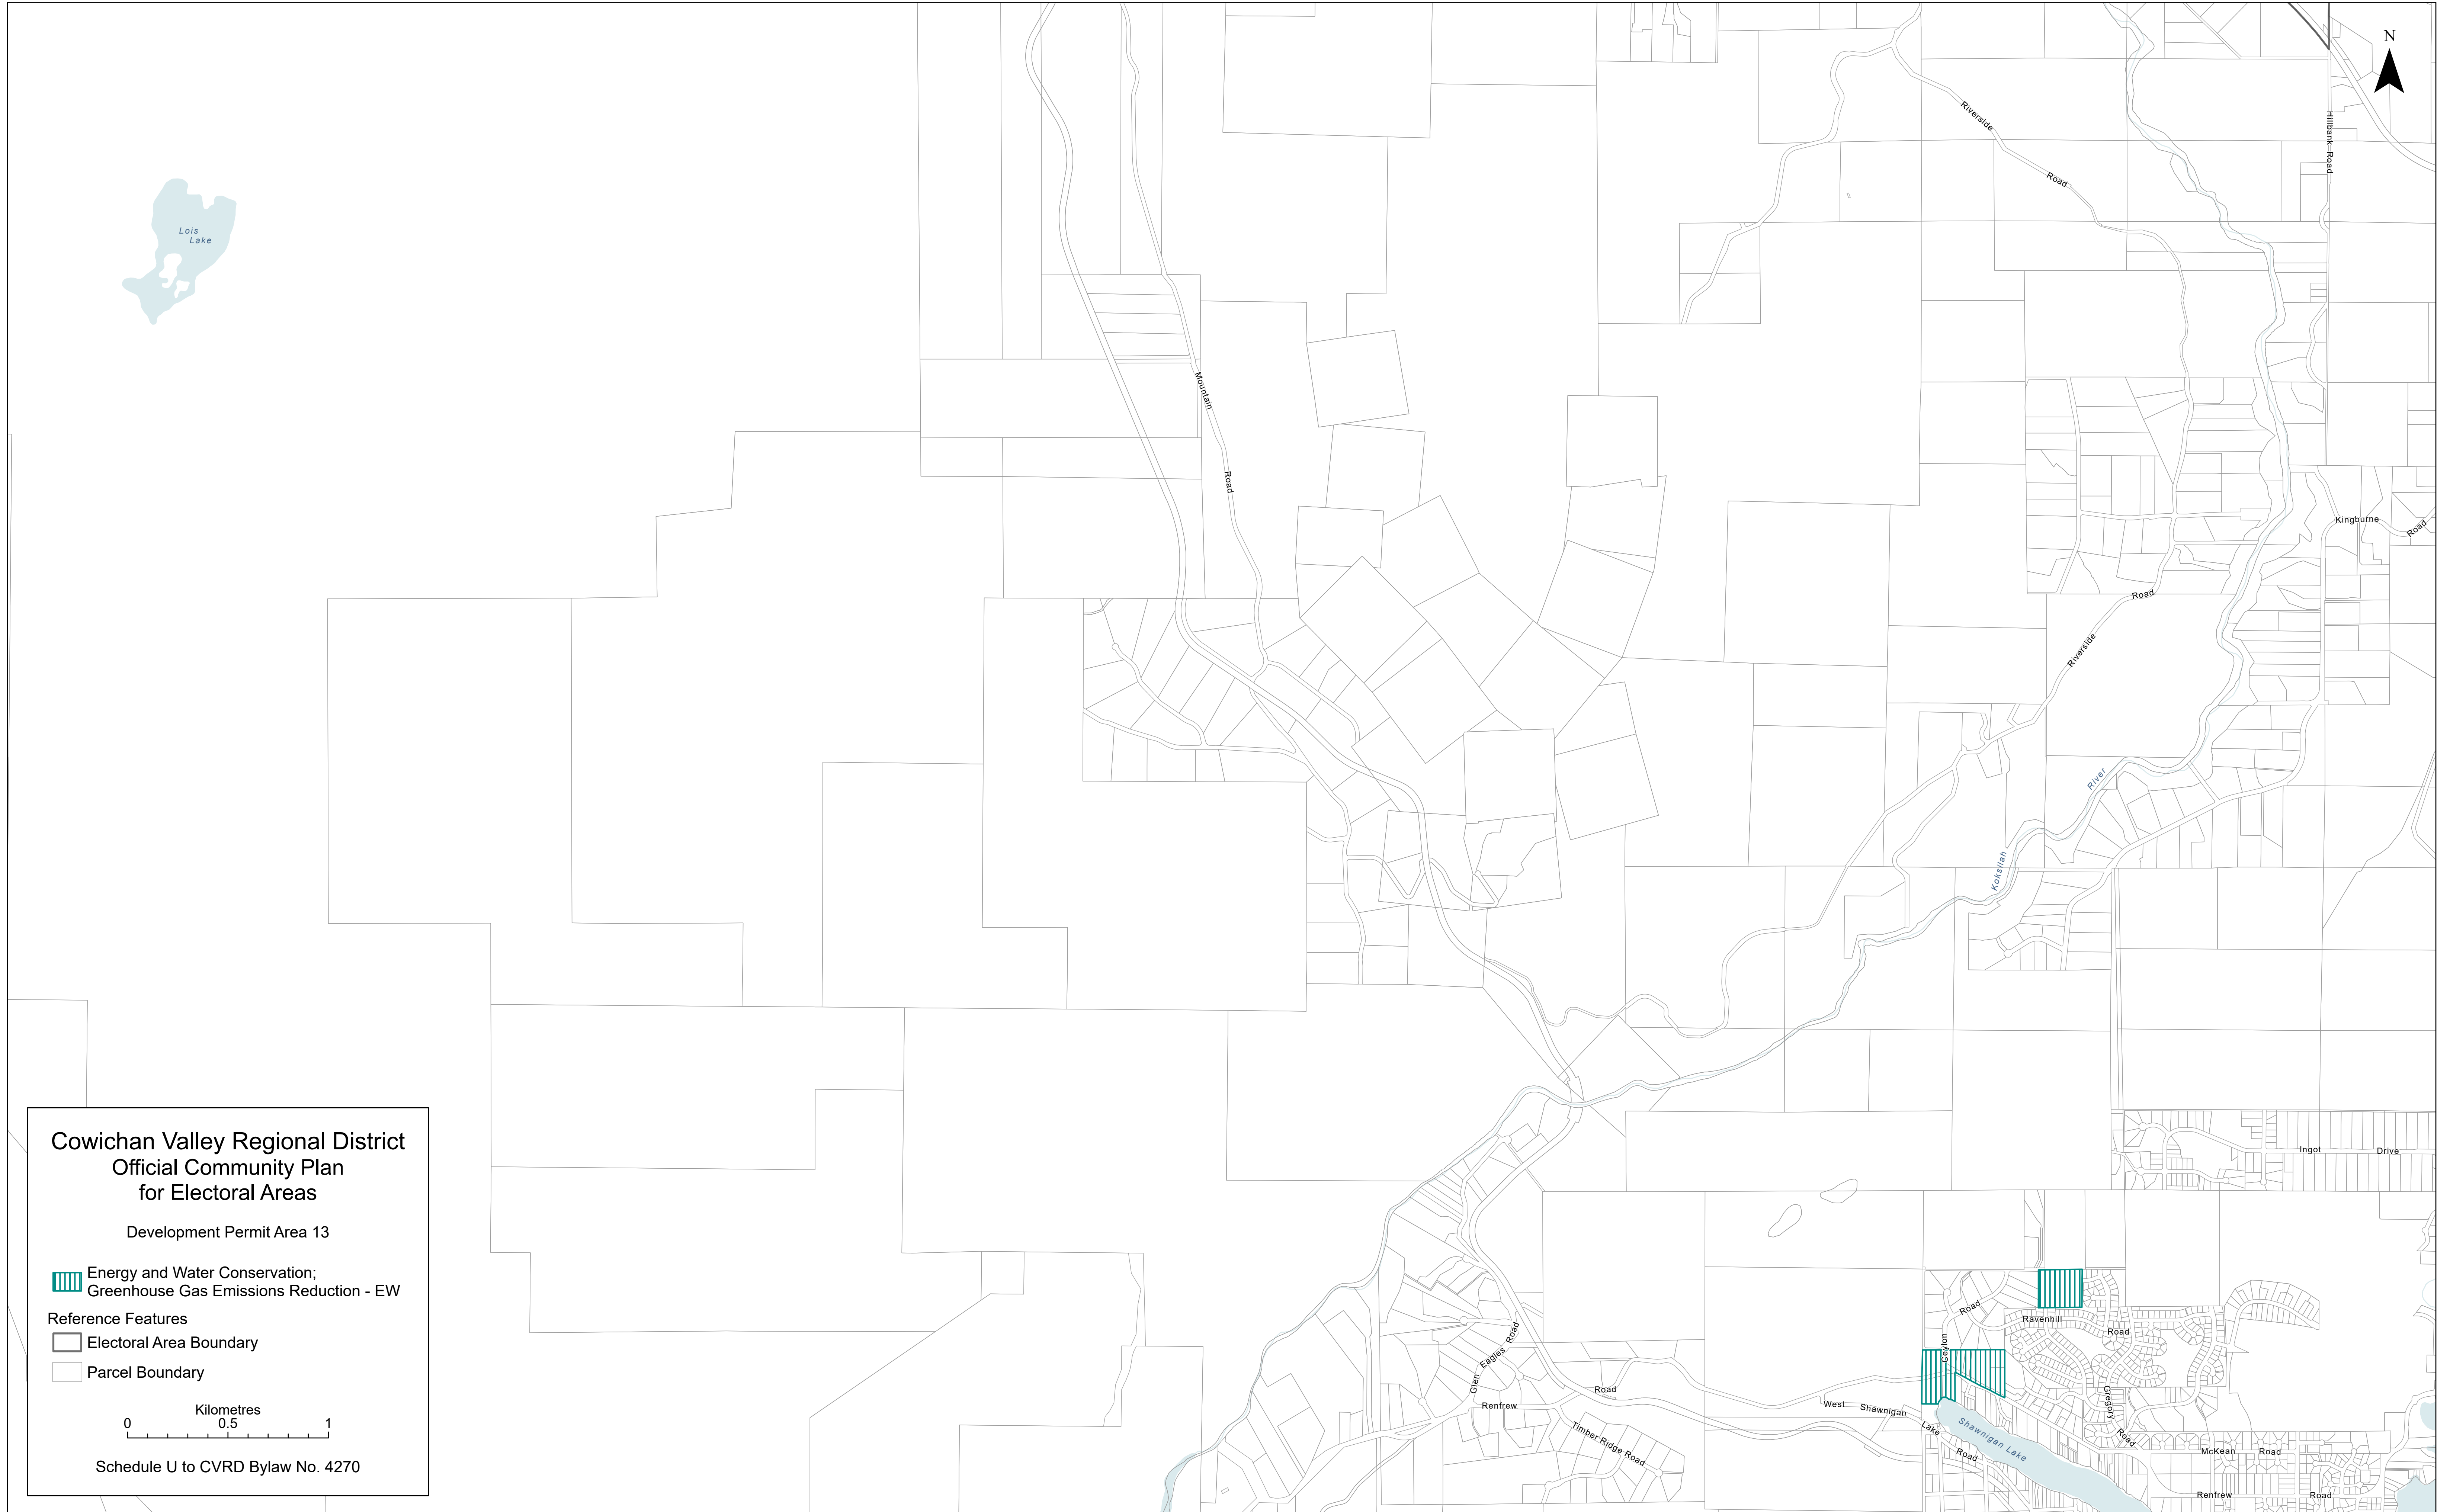 N
Riverside
Road
Hillbank Road
Lois
Lake
Mountain
Road
Kingburne
Road
Road
Riverside
River
Koksilah
Ingot Drive
Road
Ravenhill
Road
Ceylon
Glen
Eagles
Road
Renfrew
Road
Timber Ridge Road
West Shawnigan
Lake
Road
Shawnigan Lake
Gregory
Road
McKean Road
Renfrew Road
Cowichan Valley Regional District
Official Community Plan
for Electoral Areas
Development Permit Area 13
Energy and Water Conservation;
Greenhouse Gas Emissions Reduction - EW
Reference Features
Electoral Area Boundary
Parcel Boundary
Kilometres
0 0.5 1
Schedule U to CVRD Bylaw No. 4270